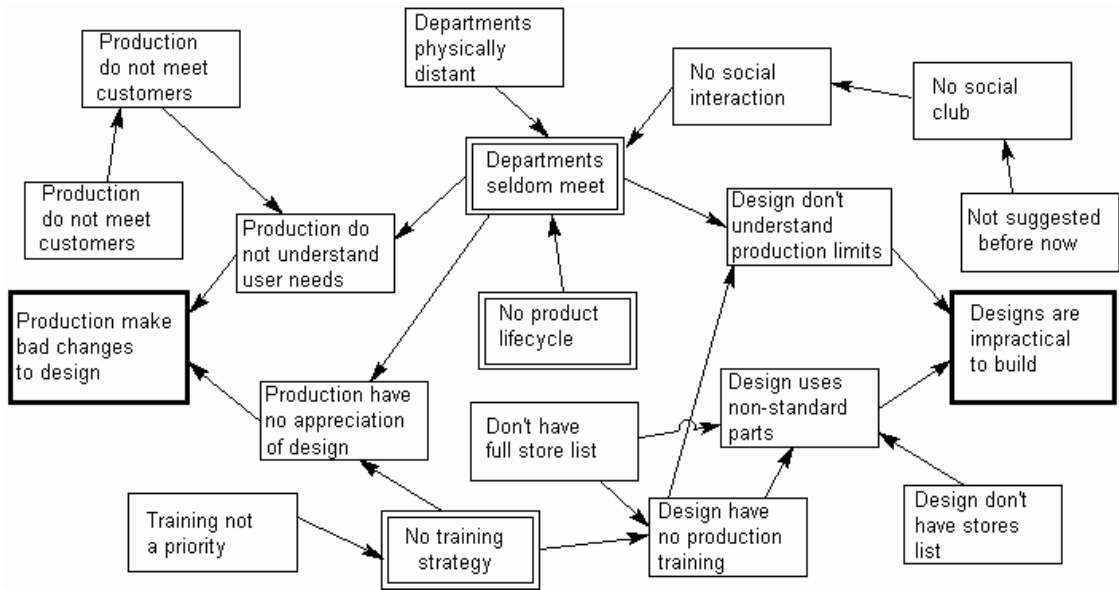 Production
do not meet
customers
Departments
physically
distant
No social
interaction
No social
club
Production
do not meet
customers
Production do
not understand
user needs
Departments
seldom meet
Design don't
understand
production limits
Not suggested
before now
Production make
bad changes
to design
No product
lifecycle
Designs are
impractical
to build
Production have
no appreciation
of design
Don't have
full store list
Design uses
non-standard
parts
Training not
a priority
No training
strategy
Design have
no production
training
Design don't
have stores
list